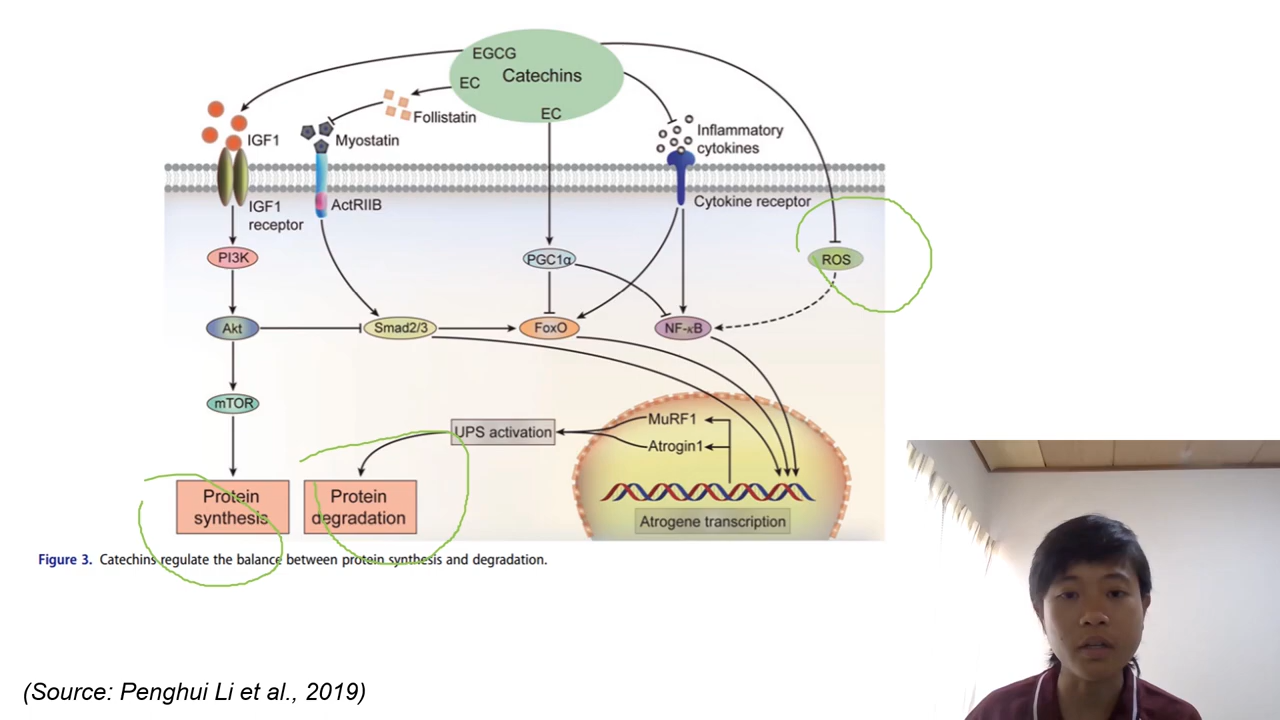 EGCG
Catechins
EC
EC
Follistatin
IGF1
Myostatin
Inflammatory
cytokines
IGF1
receptor
ActRIIB
Cytokine receptor
PI3K
PGC1α
ROS
Akt
Smad2/3
FoxO
NF-κB
mTOR
MuRF1
UPS activation
Atrogin1
Protein
synthesis
Protein
degradation
Atrogene transcription
Figure 3. Catechins regulate the balance between protein synthesis and degradation.
(Source: Penghui Li et al., 2019)